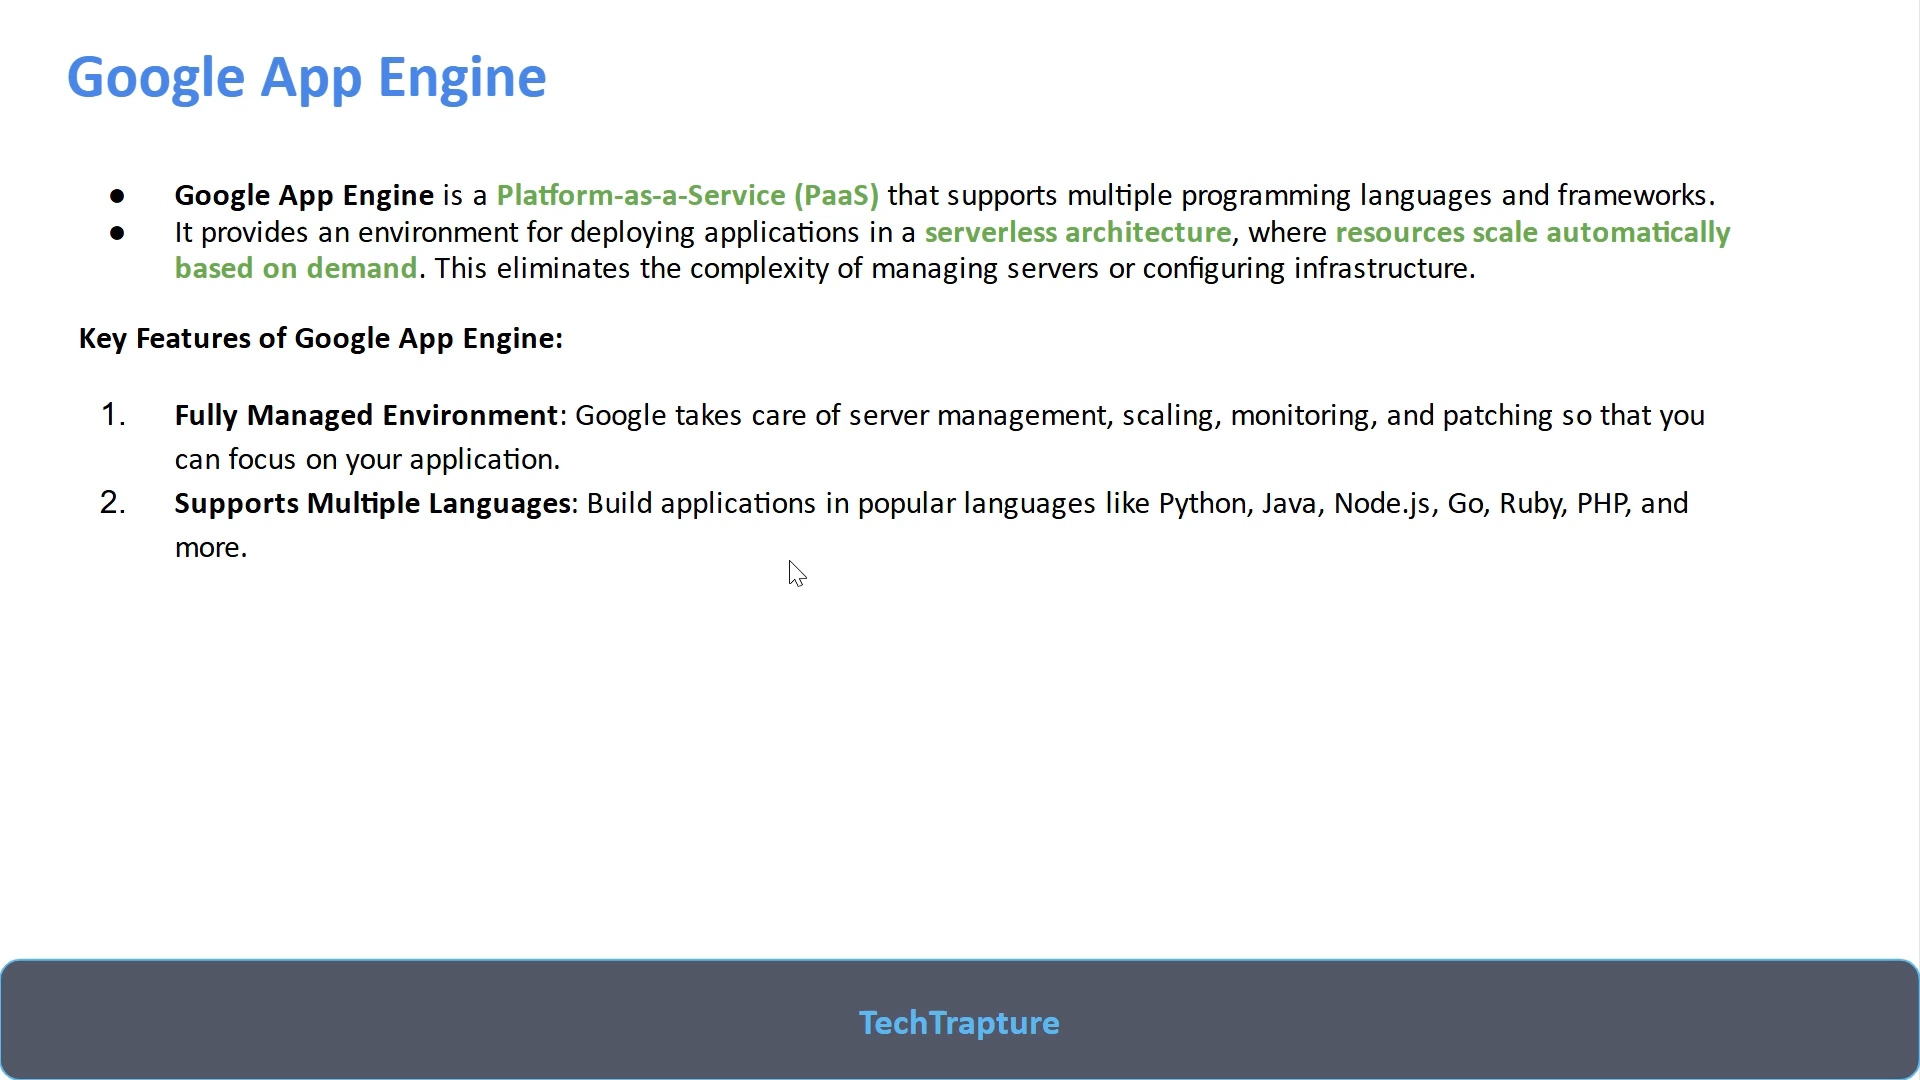 Google App Engine
● Google App Engine is a Platform-as-a-Service (PaaS) that supports multiple programming languages and frameworks.
● It provides an environment for deploying applications in a serverless architecture, where resources scale automatically
based on demand. This eliminates the complexity of managing servers or configuring infrastructure.
Key Features of Google App Engine:
1. Fully Managed Environment: Google takes care of server management, scaling, monitoring, and patching so that you
can focus on your application.
2. Supports Multiple Languages: Build applications in popular languages like Python, Java, Node.js, Go, Ruby, PHP, and
more.
TechTrapture